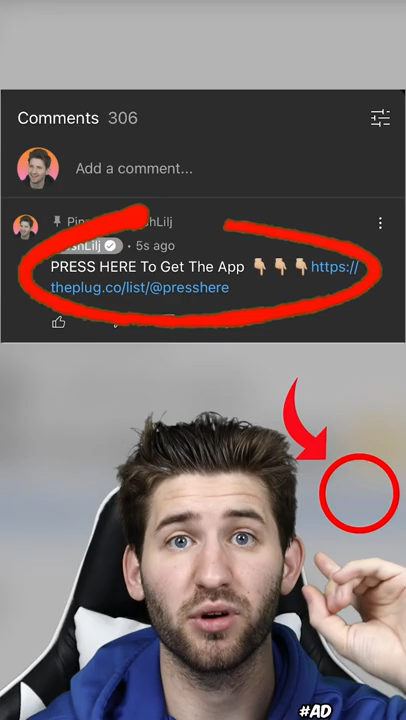 Comments 306
Add a comment...
5s ago
PRESS HERE To Get The App 👇🏼👇🏼👇🏼https://
theplug.co/list/@presshere
#AD